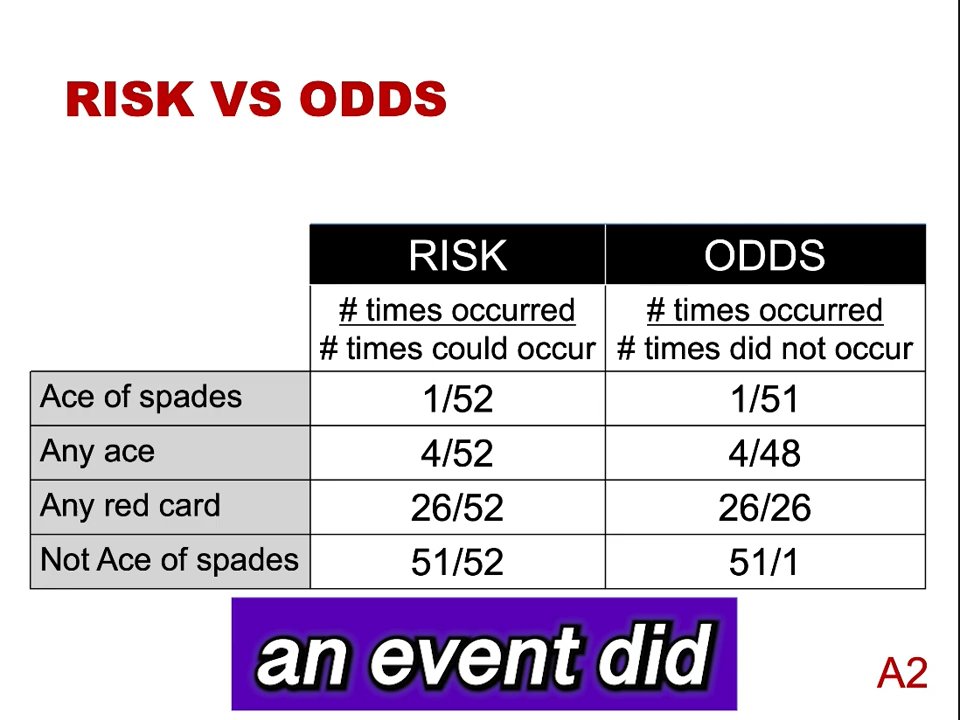 RISK VS ODDS
RISK ODDS
# times occurred # times occurred
# times could occur # times did not occur
Ace of spades 1/52 1/51
Any ace 4/52 4/48
Any red card 26/52 26/26
Not Ace of spades 51/52 51/1
an event did
A2